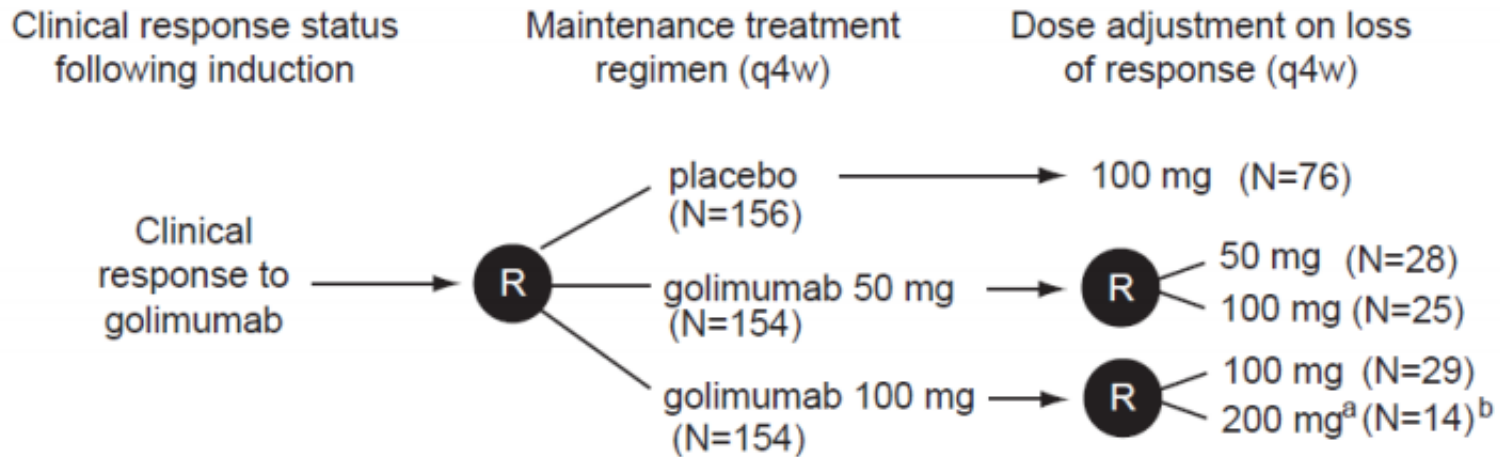 Clinical response status
following induction
Maintenance treatment
regimen (q4w)
Dose adjustment on loss
of response (q4w)
Clinical
response to
golimumab
R
placebo
(N=156)
100 mg (N=76)
golimumab 50 mg
(N=154)
R
50 mg (N=28)
100 mg (N=25)
golimumab 100 mg
(N=154)
R
100 mg (N=29)
200 mgᵃ (N=14)ᵇ